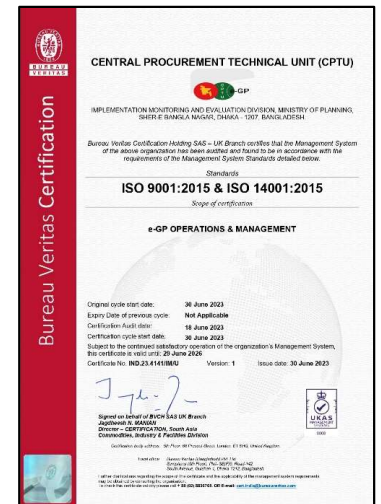 BUREAU
VERITAS
Bureau Veritas Certification
CENTRAL PROCUREMENT TECHNICAL UNIT (CPTU)
e-GP
IMPLEMENTATION MONITORING AND EVALUATION DIVISION, MINISTRY OF PLANNING,
SHER-E BANGLA NAGAR, DHAKA - 1207. BANGLADESH.
Bureau Veritas Certification Holding SAS – UK Branch certifies that the Management System
of the above organization has been audited and found to be in accordance with the
requirements of the Management System Standards detailed below.
Standards
ISO 9001:2015 & ISO 14001:2015
Scope of certification
e-GP OPERATIONS & MANAGEMENT
Original cycle start date: 30 June 2023
Expiry Date of previous cycle: Not Applicable
Certification Audit date: 18 June 2023
Certification cycle start date: 30 June 2023
Subject to the continued satisfactory operation of the organization's Management System,
this certificate is valid until: 29 June 2026
Certificate No. IND.23.4141/IM/U Version: 1 Issue date: 30 June 2023
Signed on behalf of BVCH SAS UK Branch
Jagdheesh N. MANIAN
Director – CERTIFICATION, South Asia
Commodities, Industry & Facilities Division
UKAS
MANAGEMENT
SYSTEMS
0008